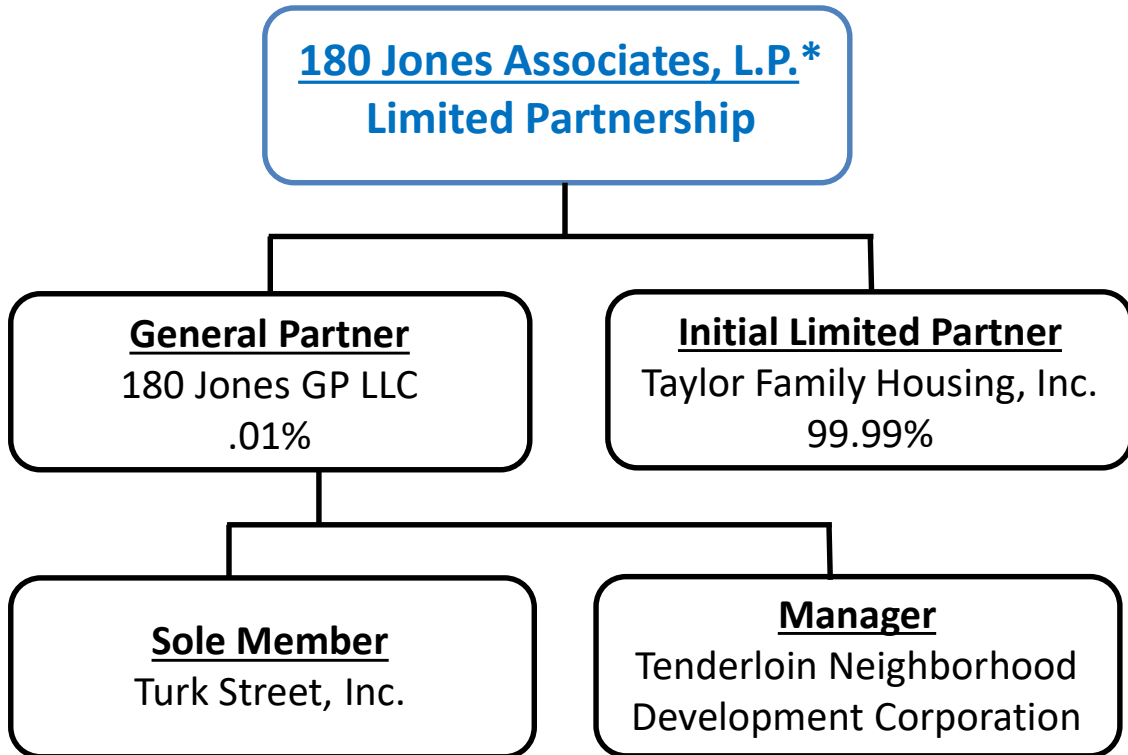 180 Jones Associates, L.P.*
Limited Partnership
General Partner
180 Jones GP LLC
.01%
Initial Limited Partner
Taylor Family Housing, Inc.
99.99%
Sole Member
Turk Street, Inc.
Manager
Tenderloin Neighborhood
Development Corporation